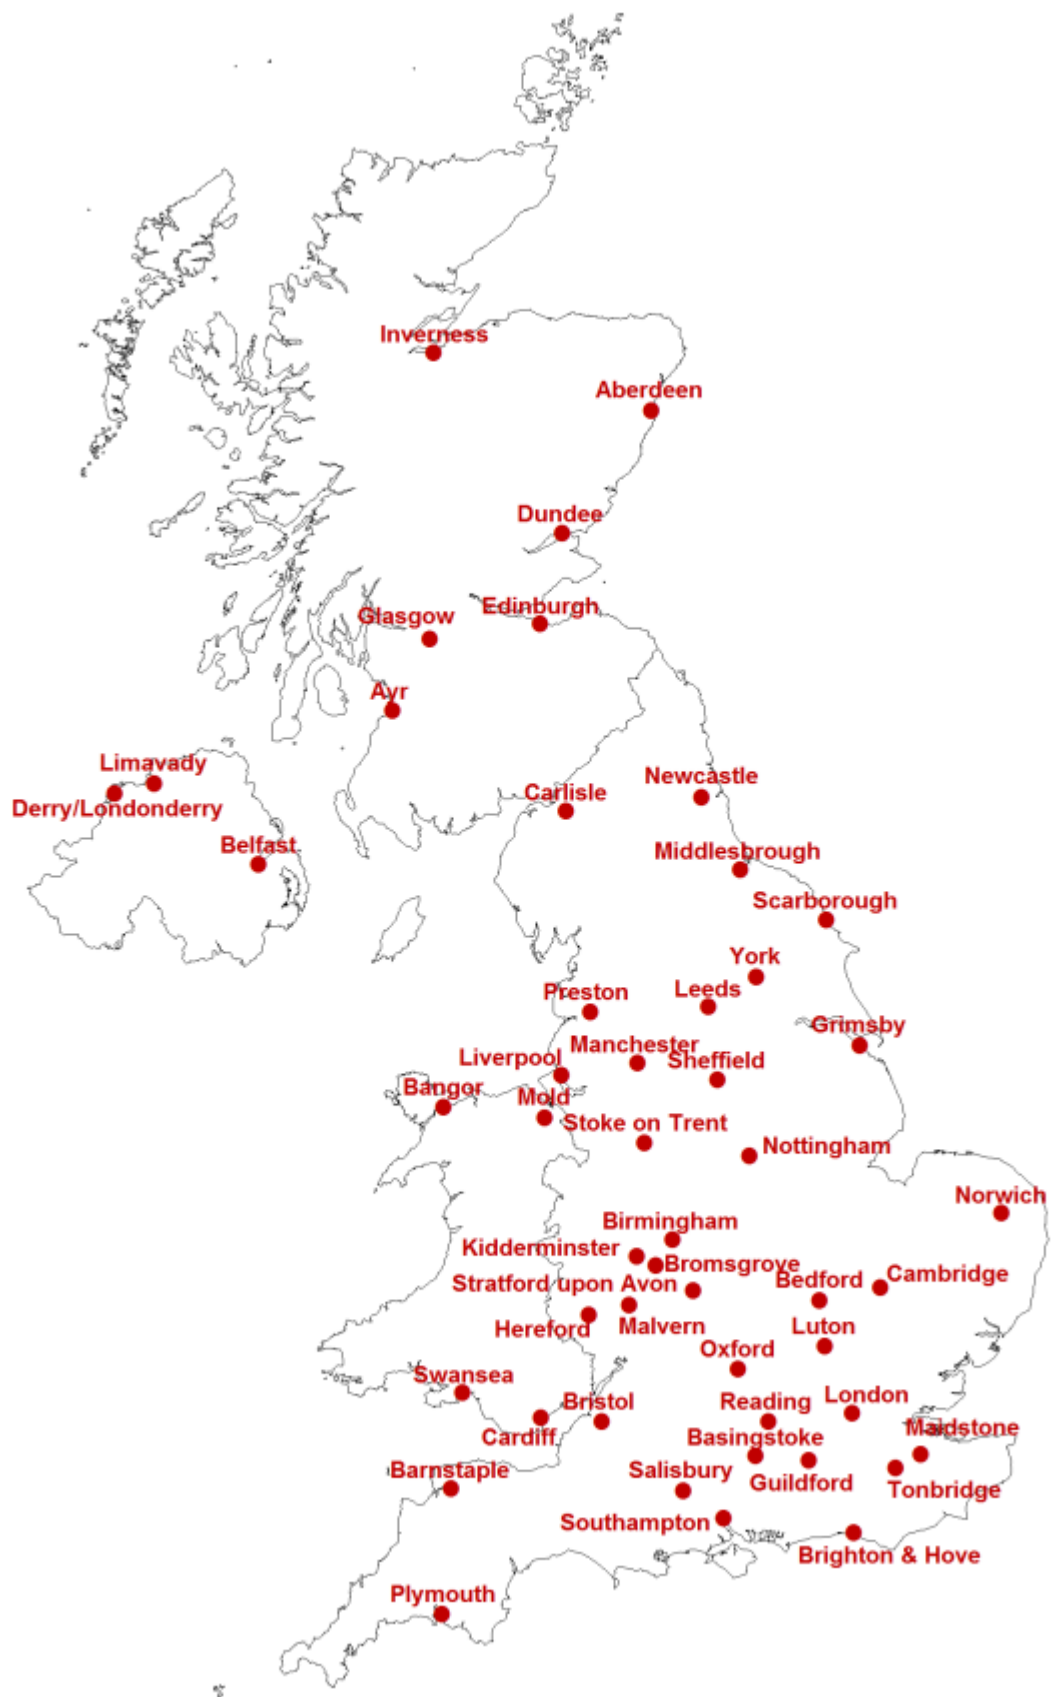 Inverness
Aberdeen
Dundee
Edinburgh
Glasgow
Ayr
Limavady
Derry/Londonderry
Belfast
Carlisle
Newcastle
Middlesbrough
Scarborough
York
Leeds
Preston
Grimsby
Manchester
Sheffield
Liverpool
Bangor
Mold
Stoke on Trent
Nottingham
Norwich
Birmingham
Kidderminster
Bromsgrove
Stratford upon Avon
Bedford
Cambridge
Hereford
Malvern
Luton
Oxford
Swansea
Cardiff
Bristol
Reading
London
Basingstoke
Maidstone
Barnstaple
Salisbury
Guildford
Tonbridge
Southampton
Brighton & Hove
Plymouth